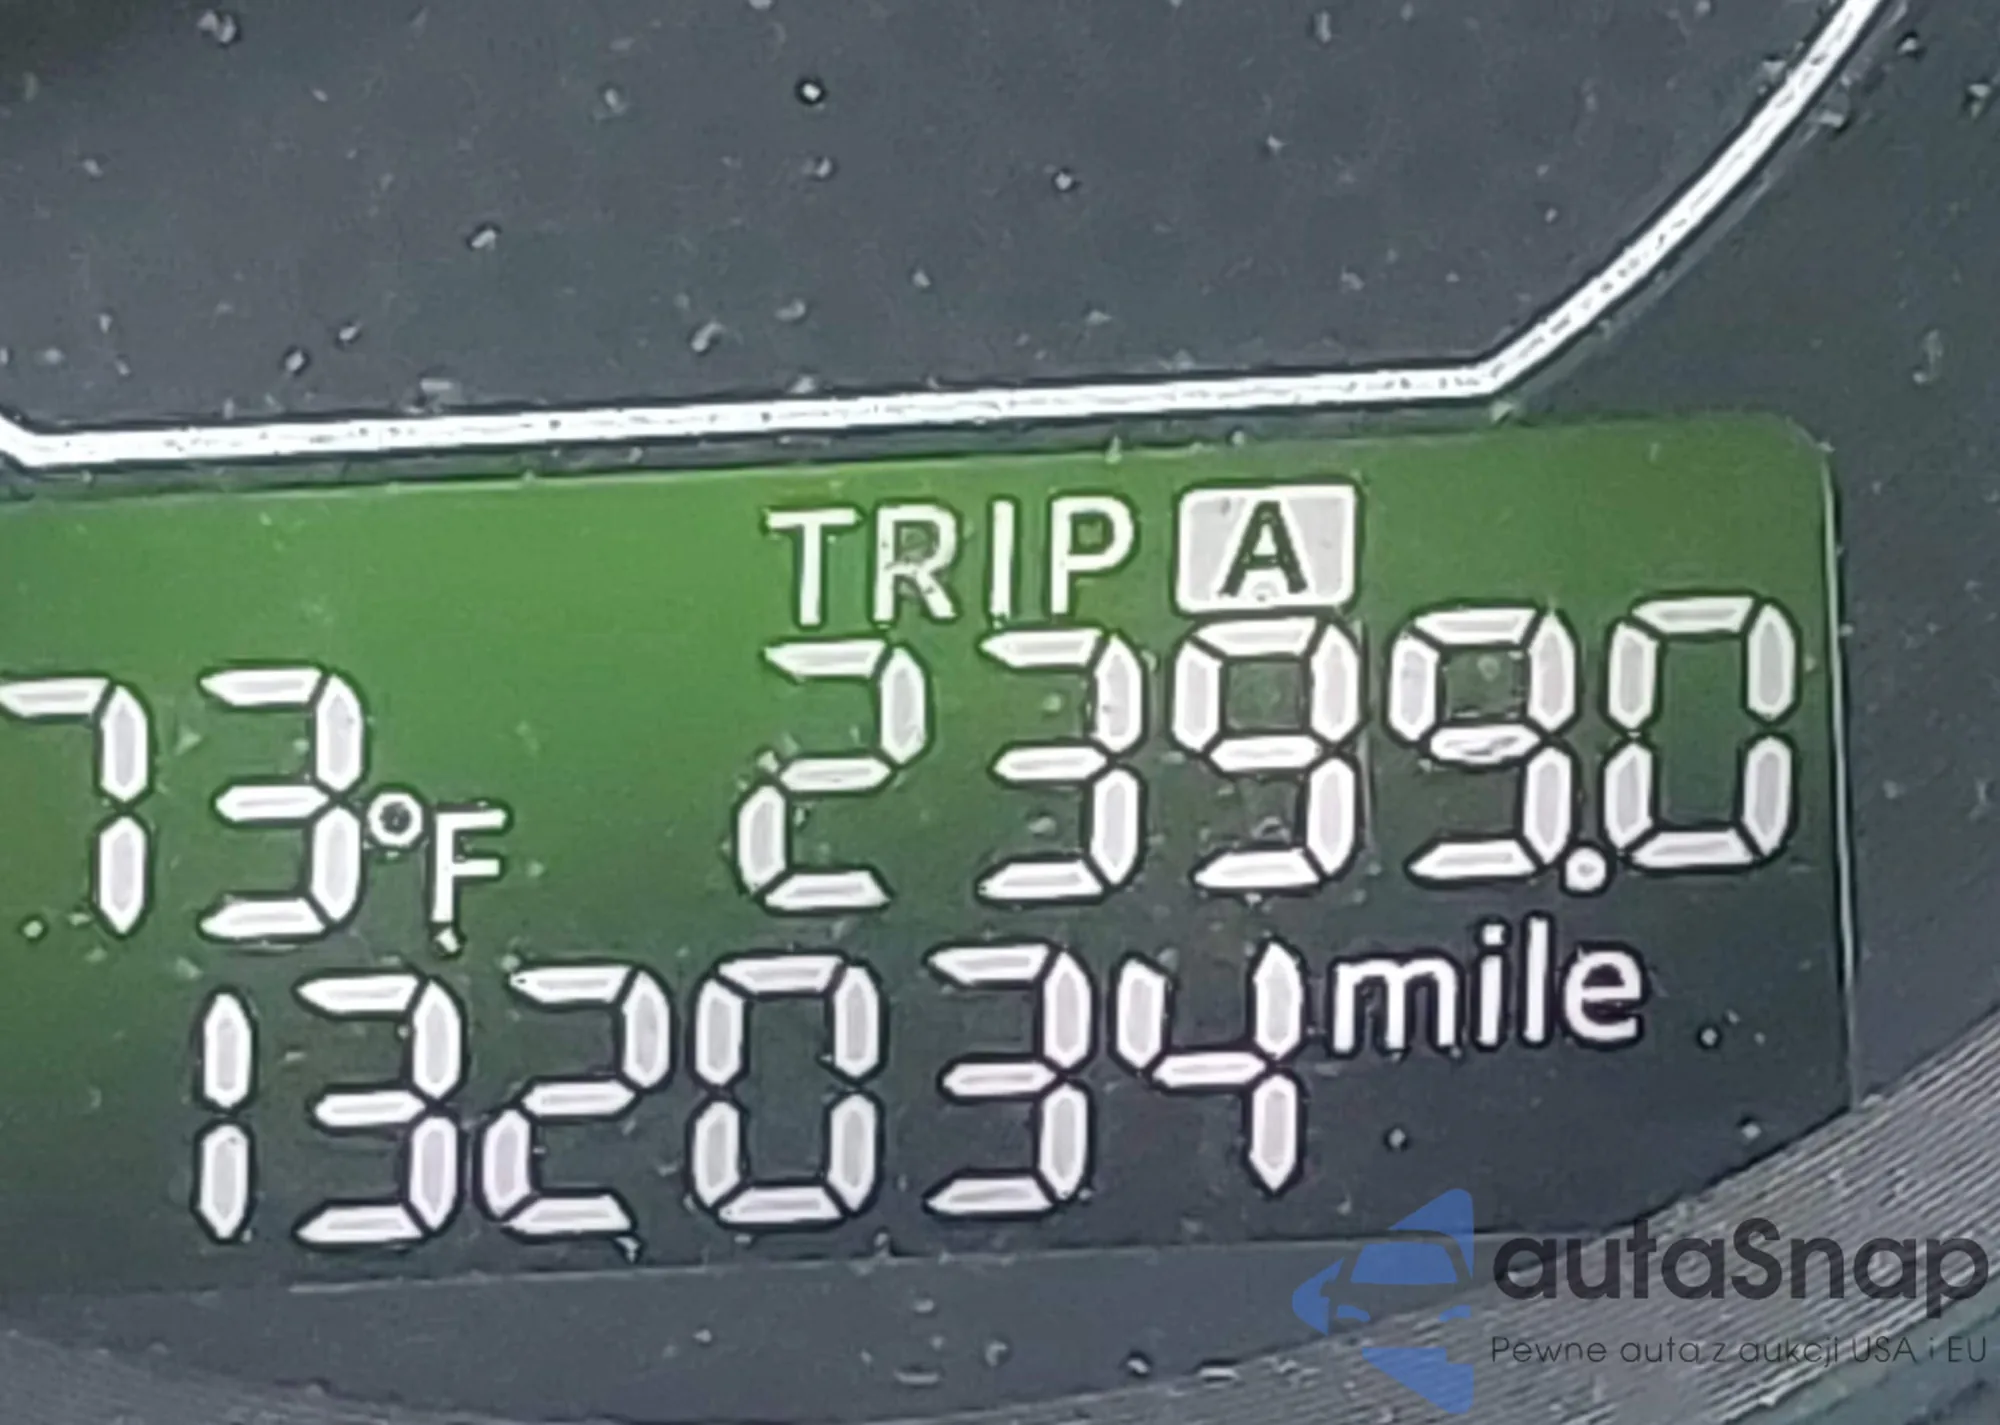 TRIP A
73°F 2399.0
132034 mile
autaSnap
Pewne auta z aukcji USA i EU